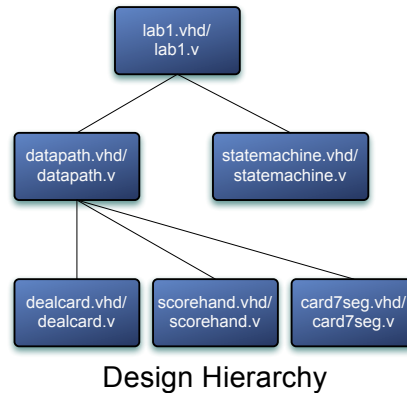 lab1.vhd/
lab1.v
datapath.vhd/
datapath.v
statemachine.vhd/
statemachine.v
dealcard.vhd/
dealcard.v
scorehand.vhd/
scorehand.v
card7seg.vhd/
card7seg.v
Design Hierarchy